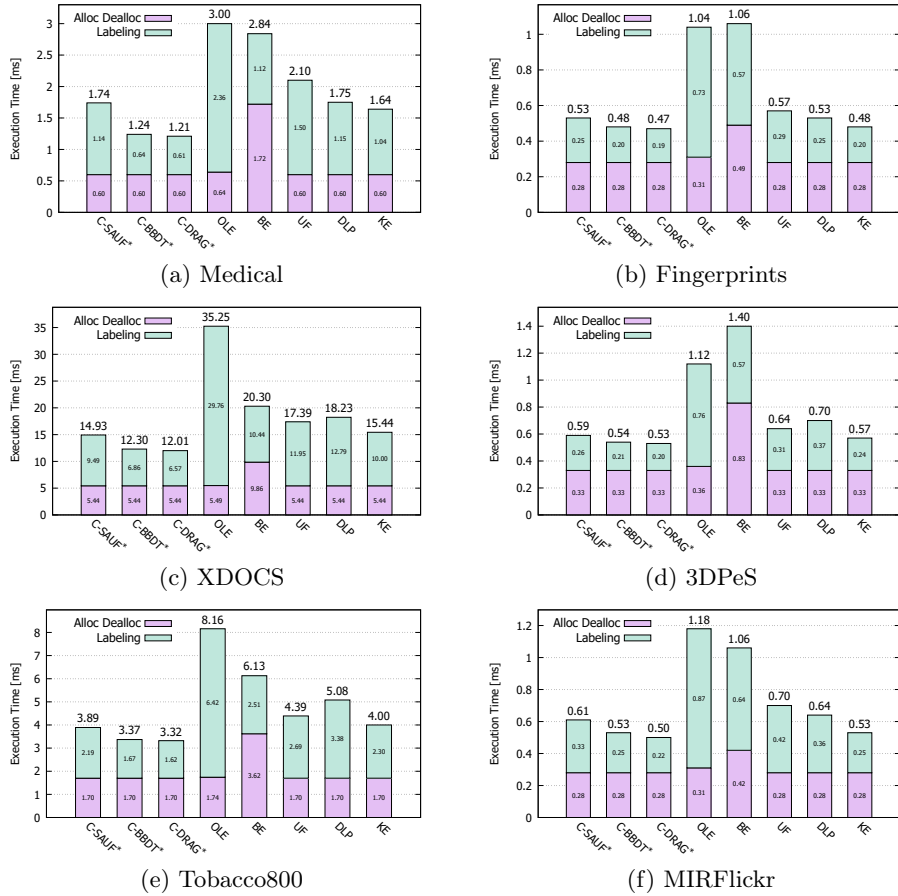 Alloc Dealloc
Labeling
Execution Time [ms]
3
2.5
2
1.5
1
0.5
0
1.74
1.24
1.21
3.00
2.84
2.10
1.75
1.64
1.14
0.64
0.61
2.36
1.12
1.50
1.15
1.04
0.60
0.60
0.60
0.64
1.72
0.60
0.60
0.60
C-SAUF*
C-BBDT*
C-DRAG*
OLE
BE
UF
DLP
KE
(a) Medical
Alloc Dealloc
Labeling
Execution Time [ms]
1
0.8
0.6
0.4
0.2
0
0.53
0.48
0.47
1.04
1.06
0.57
0.53
0.48
0.25
0.20
0.19
0.73
0.57
0.29
0.25
0.20
0.28
0.28
0.28
0.31
0.49
0.28
0.28
0.28
C-SAUF*
C-BBDT*
C-DRAG*
OLE
BE
UF
DLP
KE
(b) Fingerprints
Alloc Dealloc
Labeling
Execution Time [ms]
35
30
25
20
15
10
5
0
14.93
12.30
12.01
35.25
20.30
17.39
18.23
15.44
9.49
6.86
6.57
29.76
10.44
11.95
12.79
10.00
5.44
5.44
5.44
5.49
9.86
5.44
5.44
5.44
C-SAUF*
C-BBDT*
C-DRAG*
OLE
BE
UF
DLP
KE
(c) XDOCS
Alloc Dealloc
Labeling
Execution Time [ms]
1.4
1.2
1
0.8
0.6
0.4
0.2
0
0.59
0.54
0.53
1.12
1.40
0.64
0.70
0.57
0.26
0.21
0.20
0.76
0.57
0.31
0.37
0.24
0.33
0.33
0.33
0.36
0.83
0.33
0.33
0.33
C-SAUF*
C-BBDT*
C-DRAG*
OLE
BE
UF
DLP
KE
(d) 3DPeS
Alloc Dealloc
Labeling
Execution Time [ms]
8
7
6
5
4
3
2
1
0
3.89
3.37
3.32
8.16
6.13
4.39
5.08
4.00
2.19
1.67
1.62
6.42
2.51
2.69
3.38
2.30
1.70
1.70
1.70
1.74
3.62
1.70
1.70
1.70
C-SAUF*
C-BBDT*
C-DRAG*
OLE
BE
UF
DLP
KE
(e) Tobacco800
Alloc Dealloc
Labeling
Execution Time [ms]
1.2
1
0.8
0.6
0.4
0.2
0
0.61
0.53
0.50
1.18
1.06
0.70
0.64
0.53
0.33
0.25
0.22
0.87
0.64
0.42
0.36
0.25
0.28
0.28
0.28
0.31
0.42
0.28
0.28
0.28
C-SAUF*
C-BBDT*
C-DRAG*
OLE
BE
UF
DLP
KE
(f) MIRFlickr